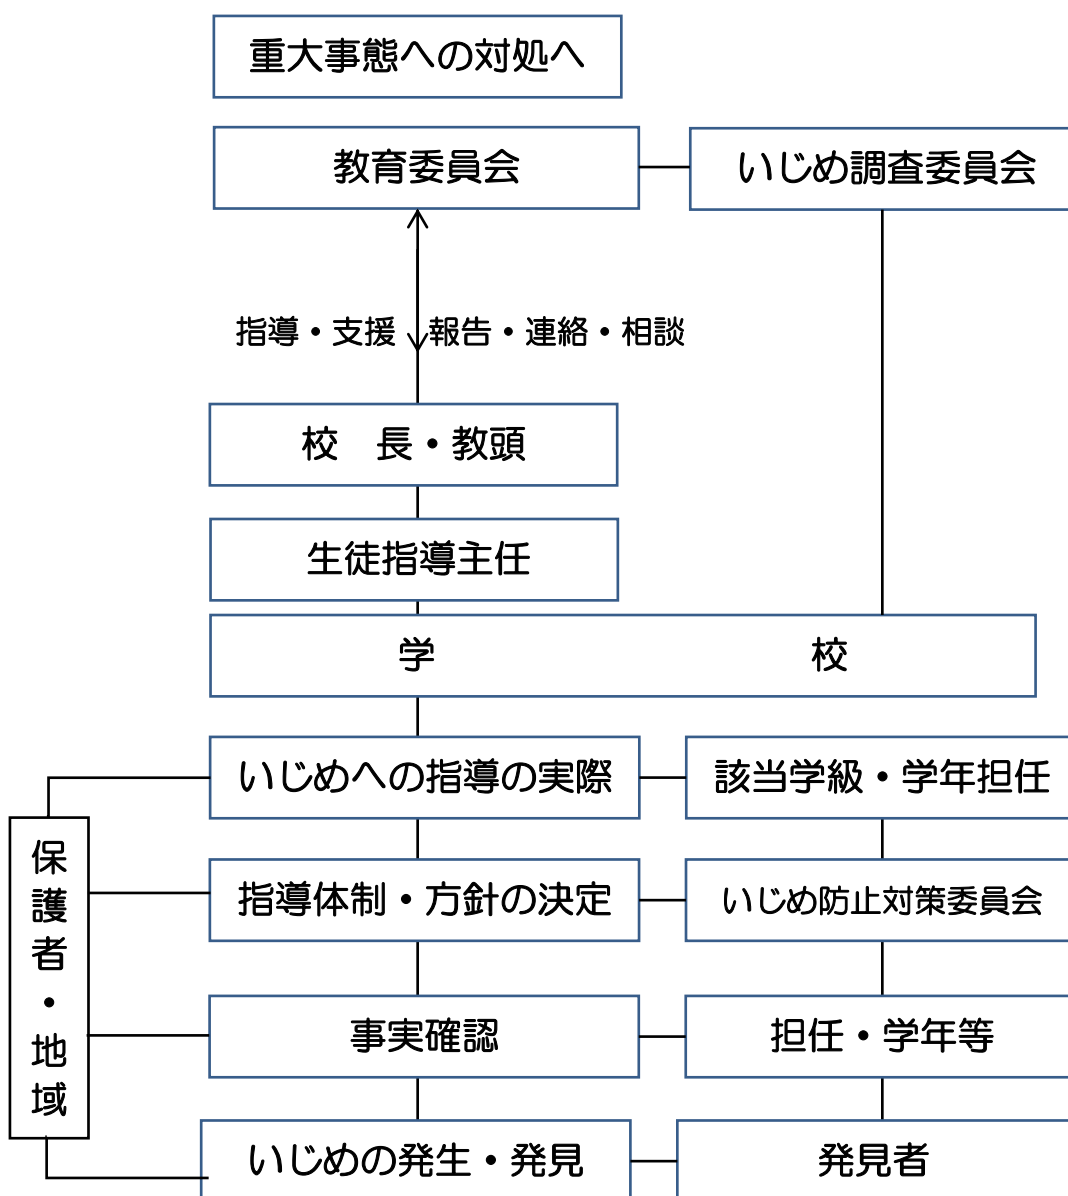 重大事態への対処へ
教育委員会
いじめ調査委員会
指導・支援
報告・連絡・相談
校　長・教頭
生徒指導主任
学　校
いじめへの指導の実際
該当学級・学年担任
保護者・地域
指導体制・方針の決定
いじめ防止対策委員会
事実確認
担任・学年等
いじめの発生・発見
発見者